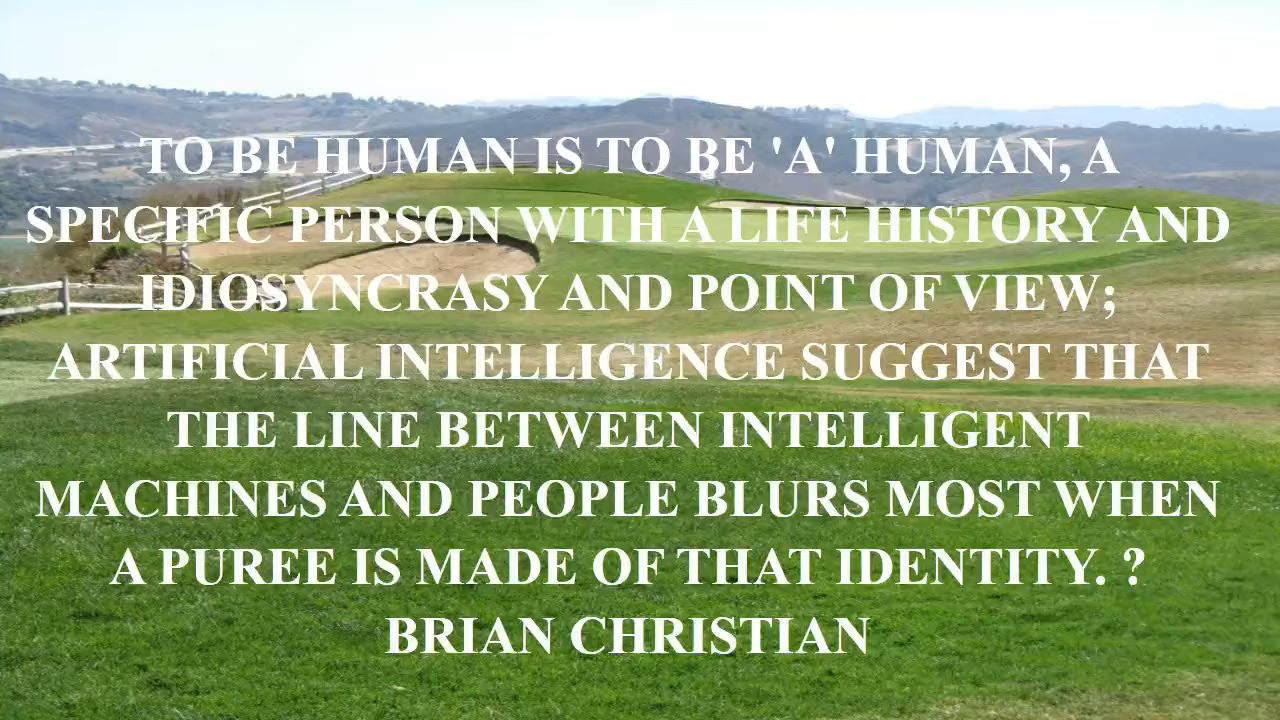 TO BE HUMAN IS TO BE 'A' HUMAN, A
SPECIFIC PERSON WITH A LIFE HISTORY AND
IDIOSYNCRASY AND POINT OF VIEW;
ARTIFICIAL INTELLIGENCE SUGGEST THAT
THE LINE BETWEEN INTELLIGENT
MACHINES AND PEOPLE BLURS MOST WHEN
A PUREE IS MADE OF THAT IDENTITY. ?
BRIAN CHRISTIAN